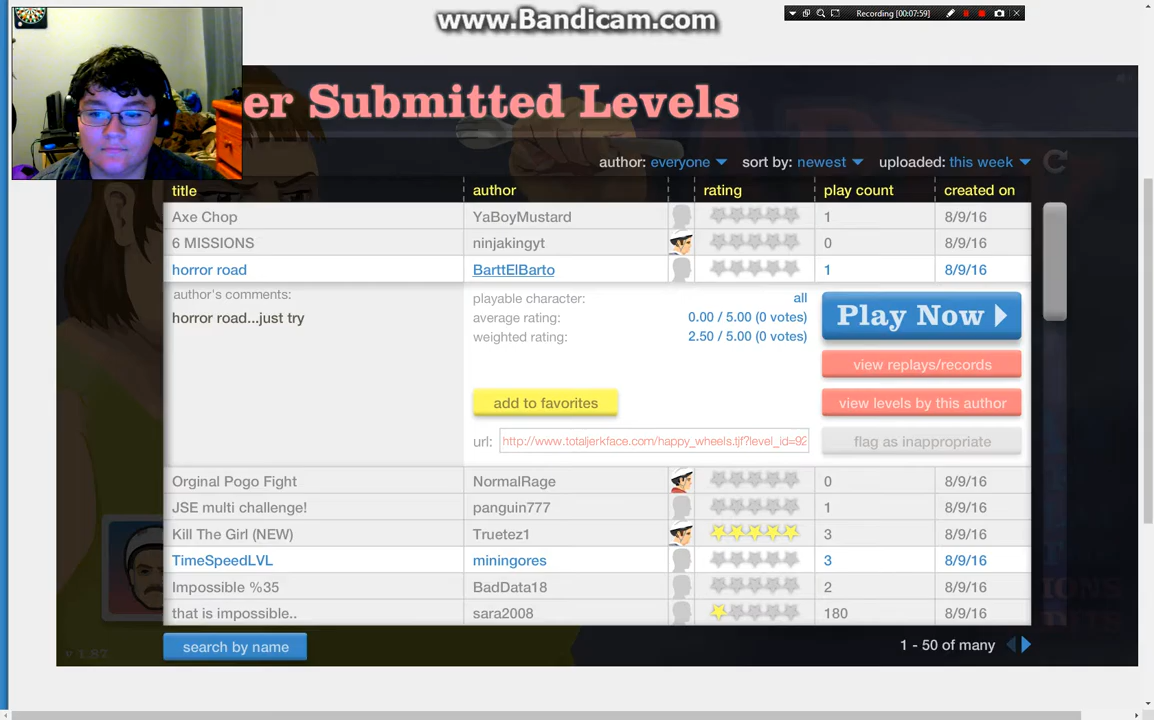 www.Bandicam.com
Recording [00:07:59]
er Submitted Levels
author: everyone sort by: newest uploaded: this week
title author rating play count created on
Axe Chop YaBoyMustard 1 8/9/16
6 MISSIONS ninjakingyt 0 8/9/16
horror road BarttElBarto 1 8/9/16
author's comments:
horror road...just try
playable character: all
average rating: 0.00 / 5.00 (0 votes)
weighted rating: 2.50 / 5.00 (0 votes)
Play Now
view replays/records
add to favorites
view levels by this author
url: http://www.totaljerkface.com/happy_wheels.tjf?level_id=92
flag as inappropriate
Orginal Pogo Fight NormalRage 0 8/9/16
JSE multi challenge! panguin777 1 8/9/16
Kill The Girl (NEW) Truetez1 3 8/9/16
TimeSpeedLVL miningores 3 8/9/16
Impossible %35 BadData18 2 8/9/16
that is impossible.. sara2008 180 8/9/16
search by name
1 - 50 of many
v 1.87